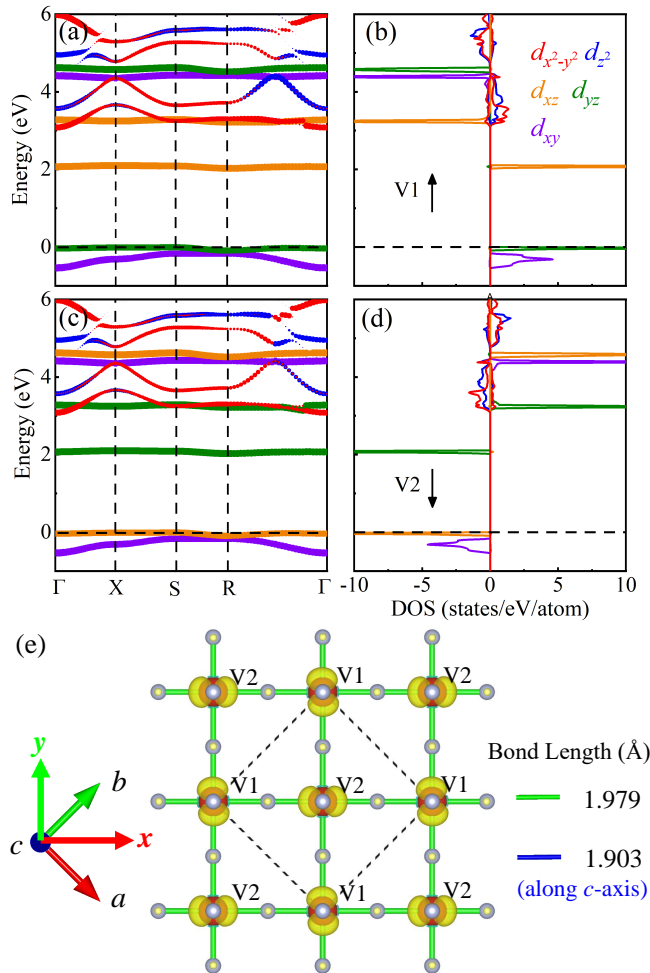 (a)
(b)
d_{x²-y²} d_{z²}
d_{xz} d_{yz}
d_{xy}
V1
6
4
2
0
Energy (eV)
(c)
(d)
V2
6
4
2
0
Energy (eV)
Γ X S R Γ
-10 -5 0 5 10
DOS (states/eV/atom)
(e)
V2 V1 V2
V1 V2 V1
V2 V1 V2
y
b
c
x
a
Bond Length (Å)
1.979
1.903
(along c-axis)